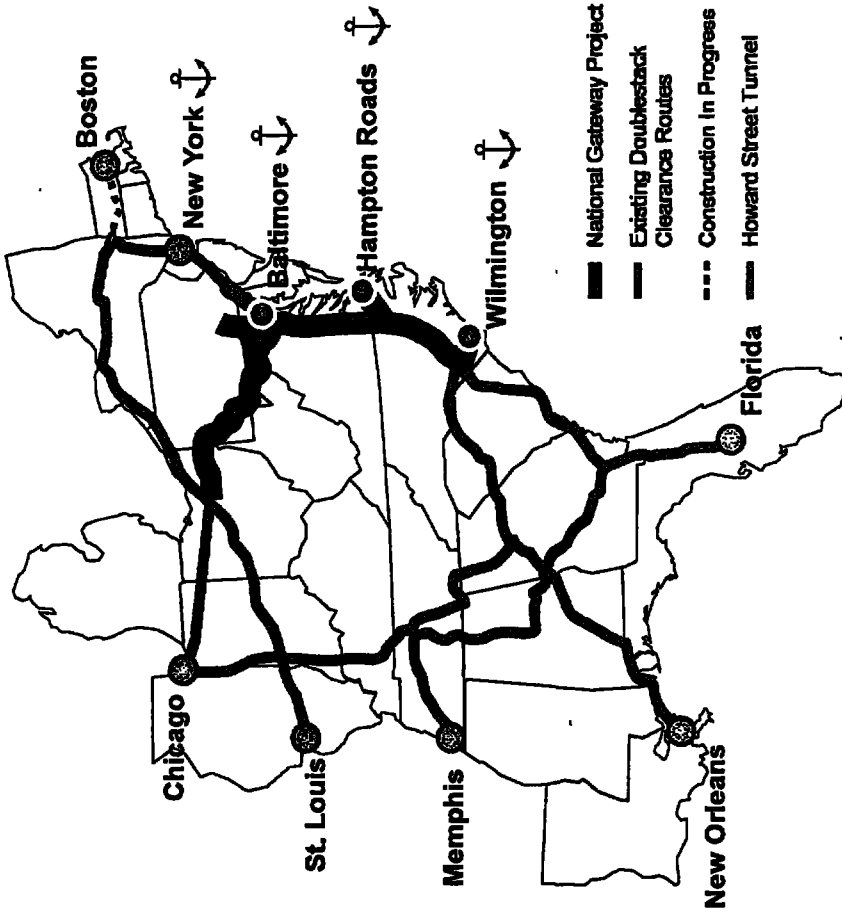 Boston
New York
Chicago
Baltimore
St. Louis
Hampton Roads
Memphis
Wilmington
New Orleans
Florida
National Gateway Project
Existing Doublestack
Clearance Routes
Construction In Progress
Howard Street Tunnel